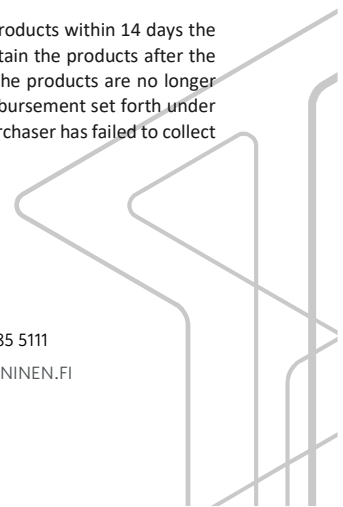 roducts within 14 days the
tain the products after the
he products are no longer
bursement set forth under
rchaser has failed to collect
35 5111
NINEN.FI